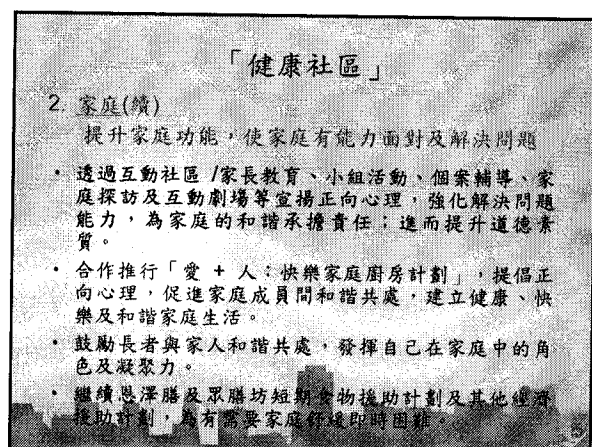 「健康社區」
2. 家庭(續)
提升家庭功能，使家庭有能力面對及解決問題
• 透過互動社區 /家長教育、小組活動、個案輔導、家
庭探訪及互動劇場等宣揚正向心理，強化解決問題
能力，為家庭的和諧承擔責任；進而提升道德素
質。
• 合作推行「愛 + 人：快樂家庭廚房計劃」，提倡正
向心理，促進家庭成員間和諧共處，建立健康、快
樂及和諧家庭生活。
• 鼓勵長者與家人和諧共處，發揮自己在家庭中的角
色及凝聚力。
• 繼續恩澤膳及眾膳坊短期食物援助計劃及其他經濟
援助計劃，為有需要家庭舒緩即時困難。